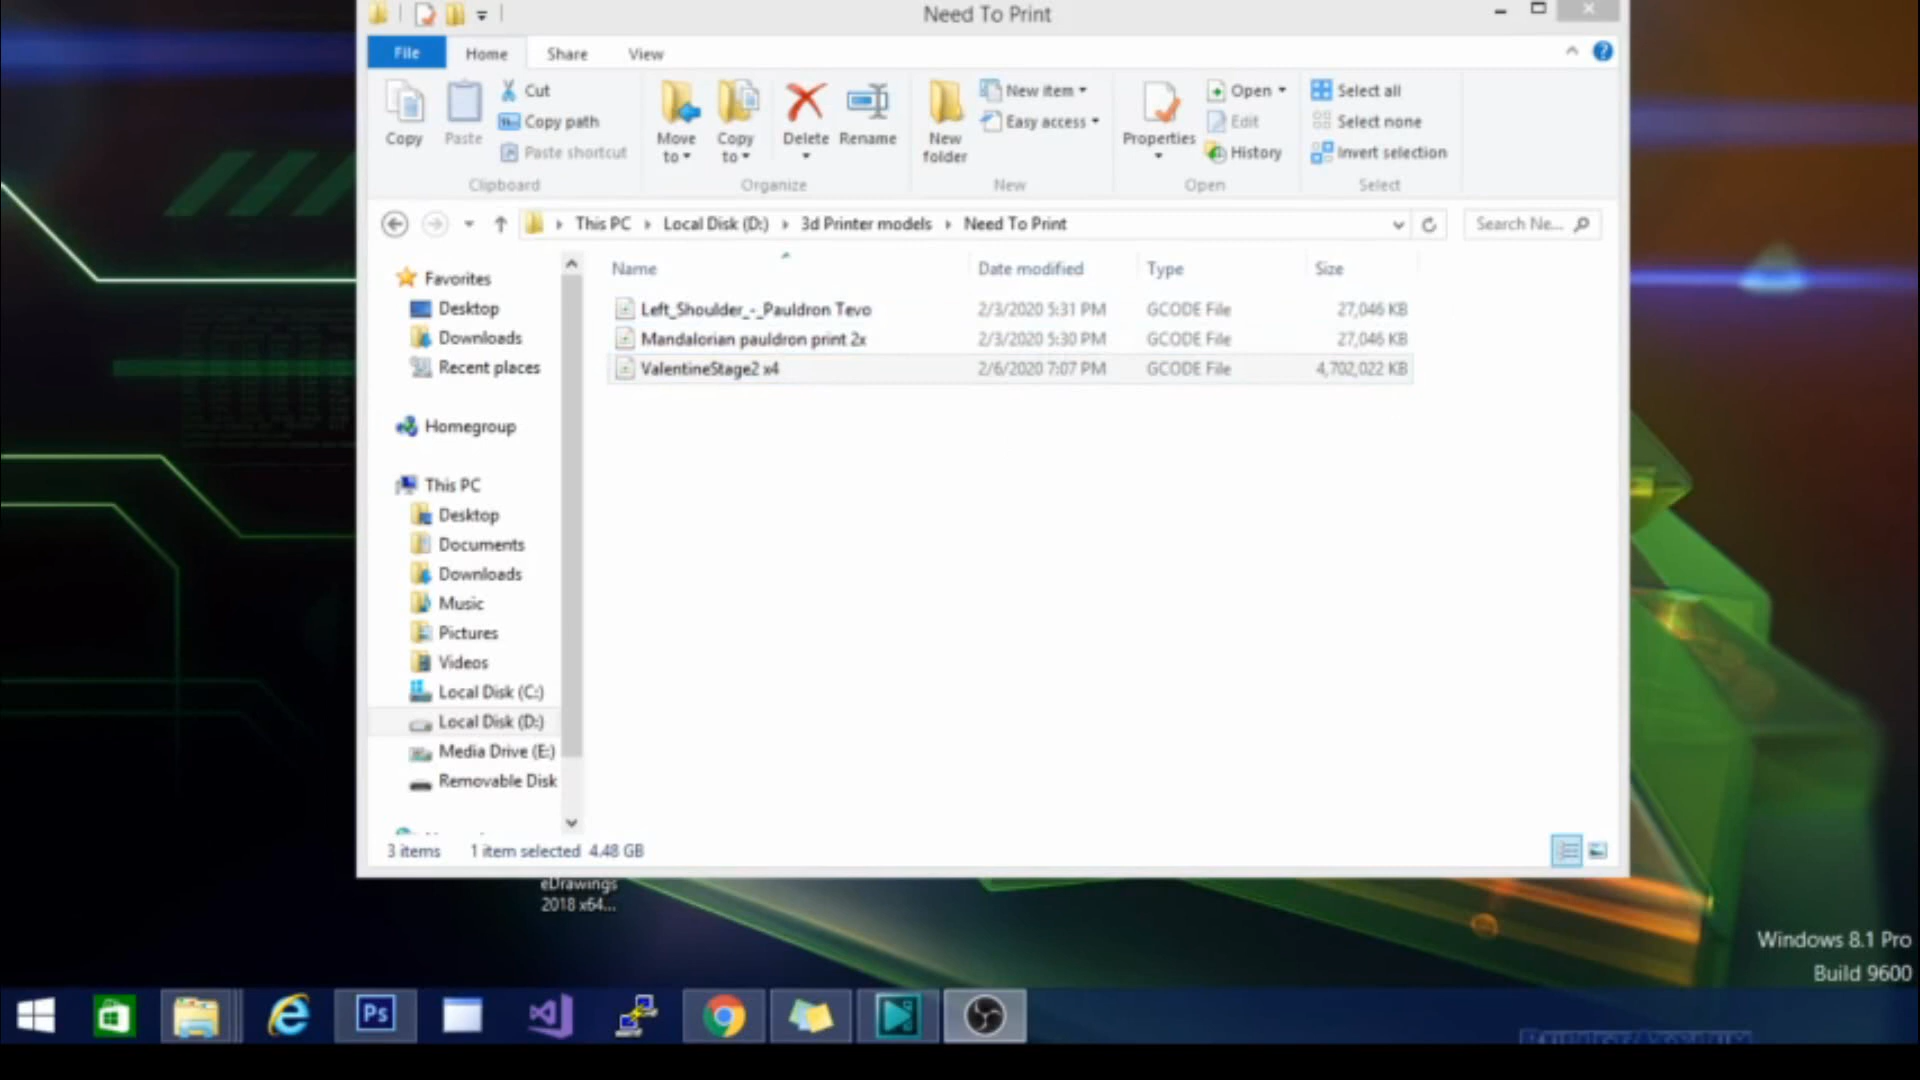 Need To Print
File Home Share View
Copy
Paste
Cut
Copy path
Paste shortcut
Clipboard
Move to
Copy to
Delete
Rename
Organize
New folder
New item
Easy access
New
Properties
Open
Edit
History
Open
Select all
Select none
Invert selection
Select
This PC Local Disk (D:) 3d Printer models Need To Print
Search Ne...
Name Date modified Type Size
Left_Shoulder_-_Pauldron Tevo 2/3/2020 5:31 PM GCODE File 27,046 KB
Mandalorian pauldron print 2x 2/3/2020 5:30 PM GCODE File 27,046 KB
ValentineStage2 x4 2/6/2020 7:07 PM GCODE File 4,702,022 KB
Favorites
Desktop
Downloads
Recent places
Homegroup
This PC
Desktop
Documents
Downloads
Music
Pictures
Videos
Local Disk (C:)
Local Disk (D:)
Media Drive (E:)
Removable Disk
3 items 1 item selected 4.48 GB
eDrawings
2018 x64...
Windows 8.1 Pro
Build 9600
Ps